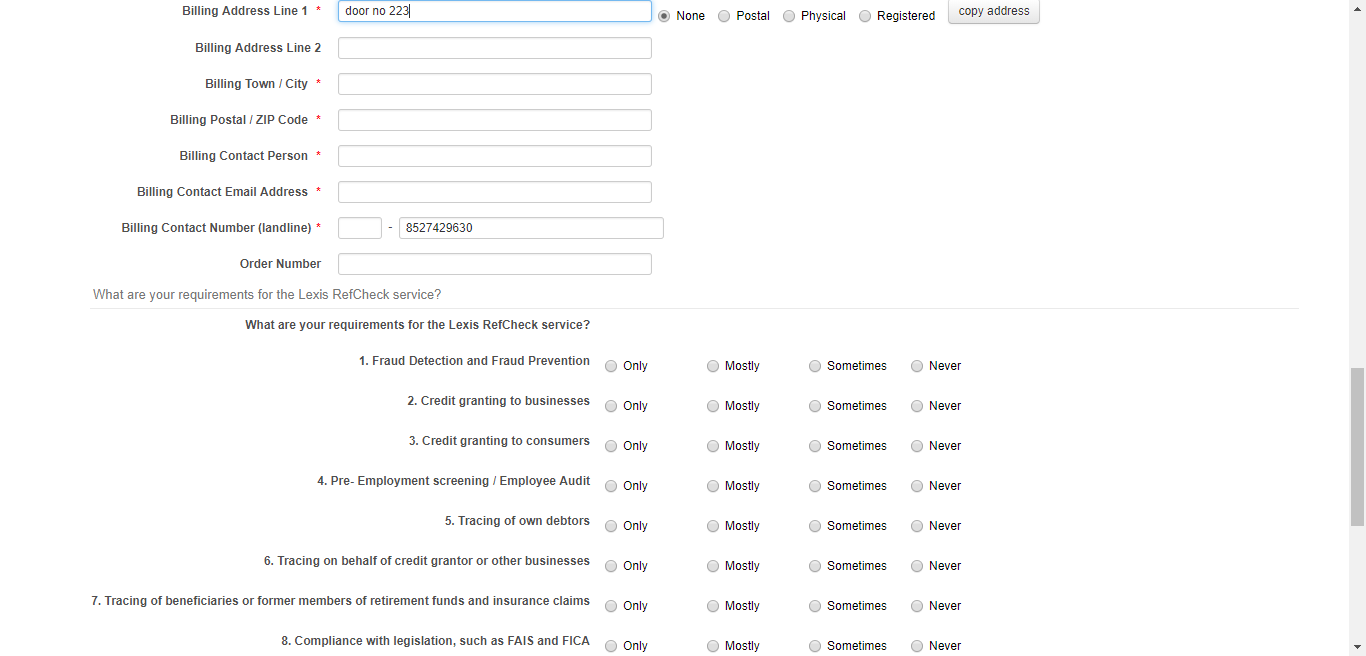 Billing Address Line 1 * door no 223 None Postal Physical Registered copy address
Billing Address Line 2
Billing Town / City *
Billing Postal / ZIP Code *
Billing Contact Person *
Billing Contact Email Address *
Billing Contact Number (landline) * - 8527429630
Order Number
What are your requirements for the Lexis RefCheck service?
What are your requirements for the Lexis RefCheck service?
1. Fraud Detection and Fraud Prevention Only Mostly Sometimes Never
2. Credit granting to businesses Only Mostly Sometimes Never
3. Credit granting to consumers Only Mostly Sometimes Never
4. Pre- Employment screening / Employee Audit Only Mostly Sometimes Never
5. Tracing of own debtors Only Mostly Sometimes Never
6. Tracing on behalf of credit grantor or other businesses Only Mostly Sometimes Never
7. Tracing of beneficiaries or former members of retirement funds and insurance claims Only Mostly Sometimes Never
8. Compliance with legislation, such as FAIS and FICA Only Mostly Sometimes Never